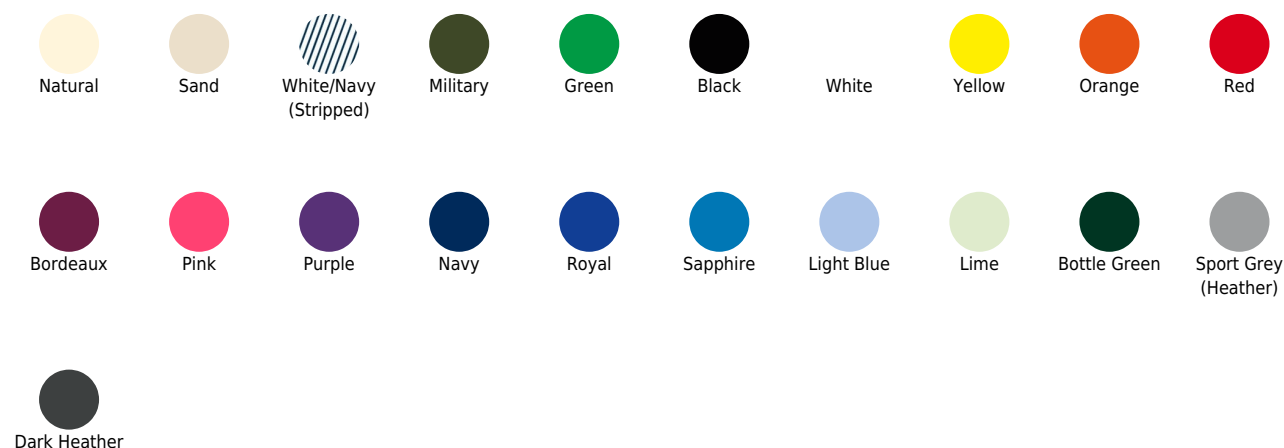 Natural
Sand
White/Navy
(Stripped)
Military
Green
Black
White
Yellow
Orange
Red
Bordeaux
Pink
Purple
Navy
Royal
Sapphire
Light Blue
Lime
Bottle Green
Sport Grey
(Heather)
Dark Heather